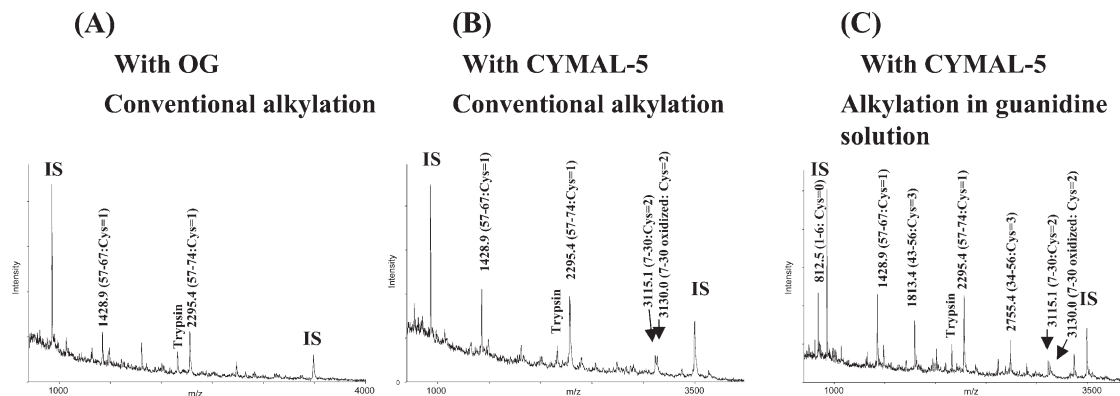 (A)
With OG
Conventional alkylation
IS
1428.9 (57-67:Cys=1)
Trypsin
2295.4 (57-74:Cys=1)
IS
Intensity
1000
4000
m/z
(B)
With CYMAL-5
Conventional alkylation
IS
1428.9 (57-67:Cys=1)
Trypsin
2295.4 (57-74:Cys=1)
3115.1 (7-30:Cys=2)
3130.0 (7-30 oxidized: Cys=2)
IS
Intensity
0
1000
3500
m/z
(C)
With CYMAL-5
Alkylation in guanidine
solution
IS
812.5 (1-6: Cys=0)
1428.9 (57-67:Cys=1)
1813.4 (43-56:Cys=3)
Trypsin
2295.4 (57-74:Cys=1)
2755.4 (34-56:Cys=3)
3115.1 (7-30:Cys=2)
3130.0 (7-30 oxidized: Cys=2)
IS
Intensity
0
1000
3500
m/z